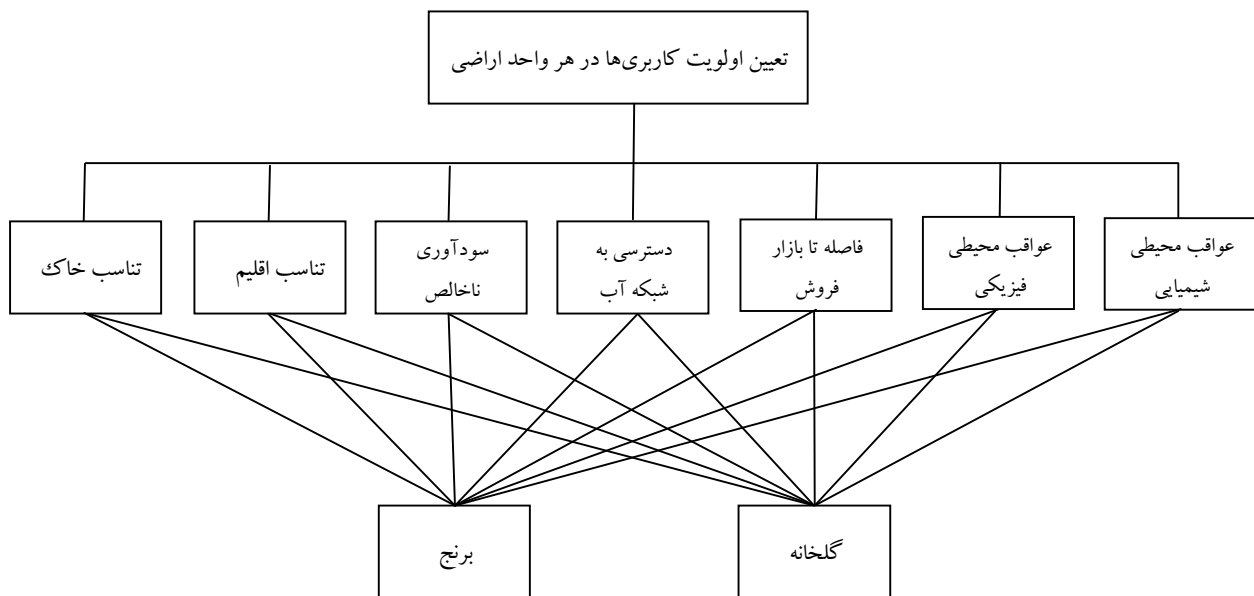 تعیین اولویت کاربری‌ها در هر واحد اراضی
عواقب محیطی
شیمیایی
عواقب محیطی
فیزیکی
فاصله تا بازار
فروش
دسترسی به
شبکه آب
سودآوری
ناخالص
تناسب اقلیم
تناسب خاک
گلخانه
برنج